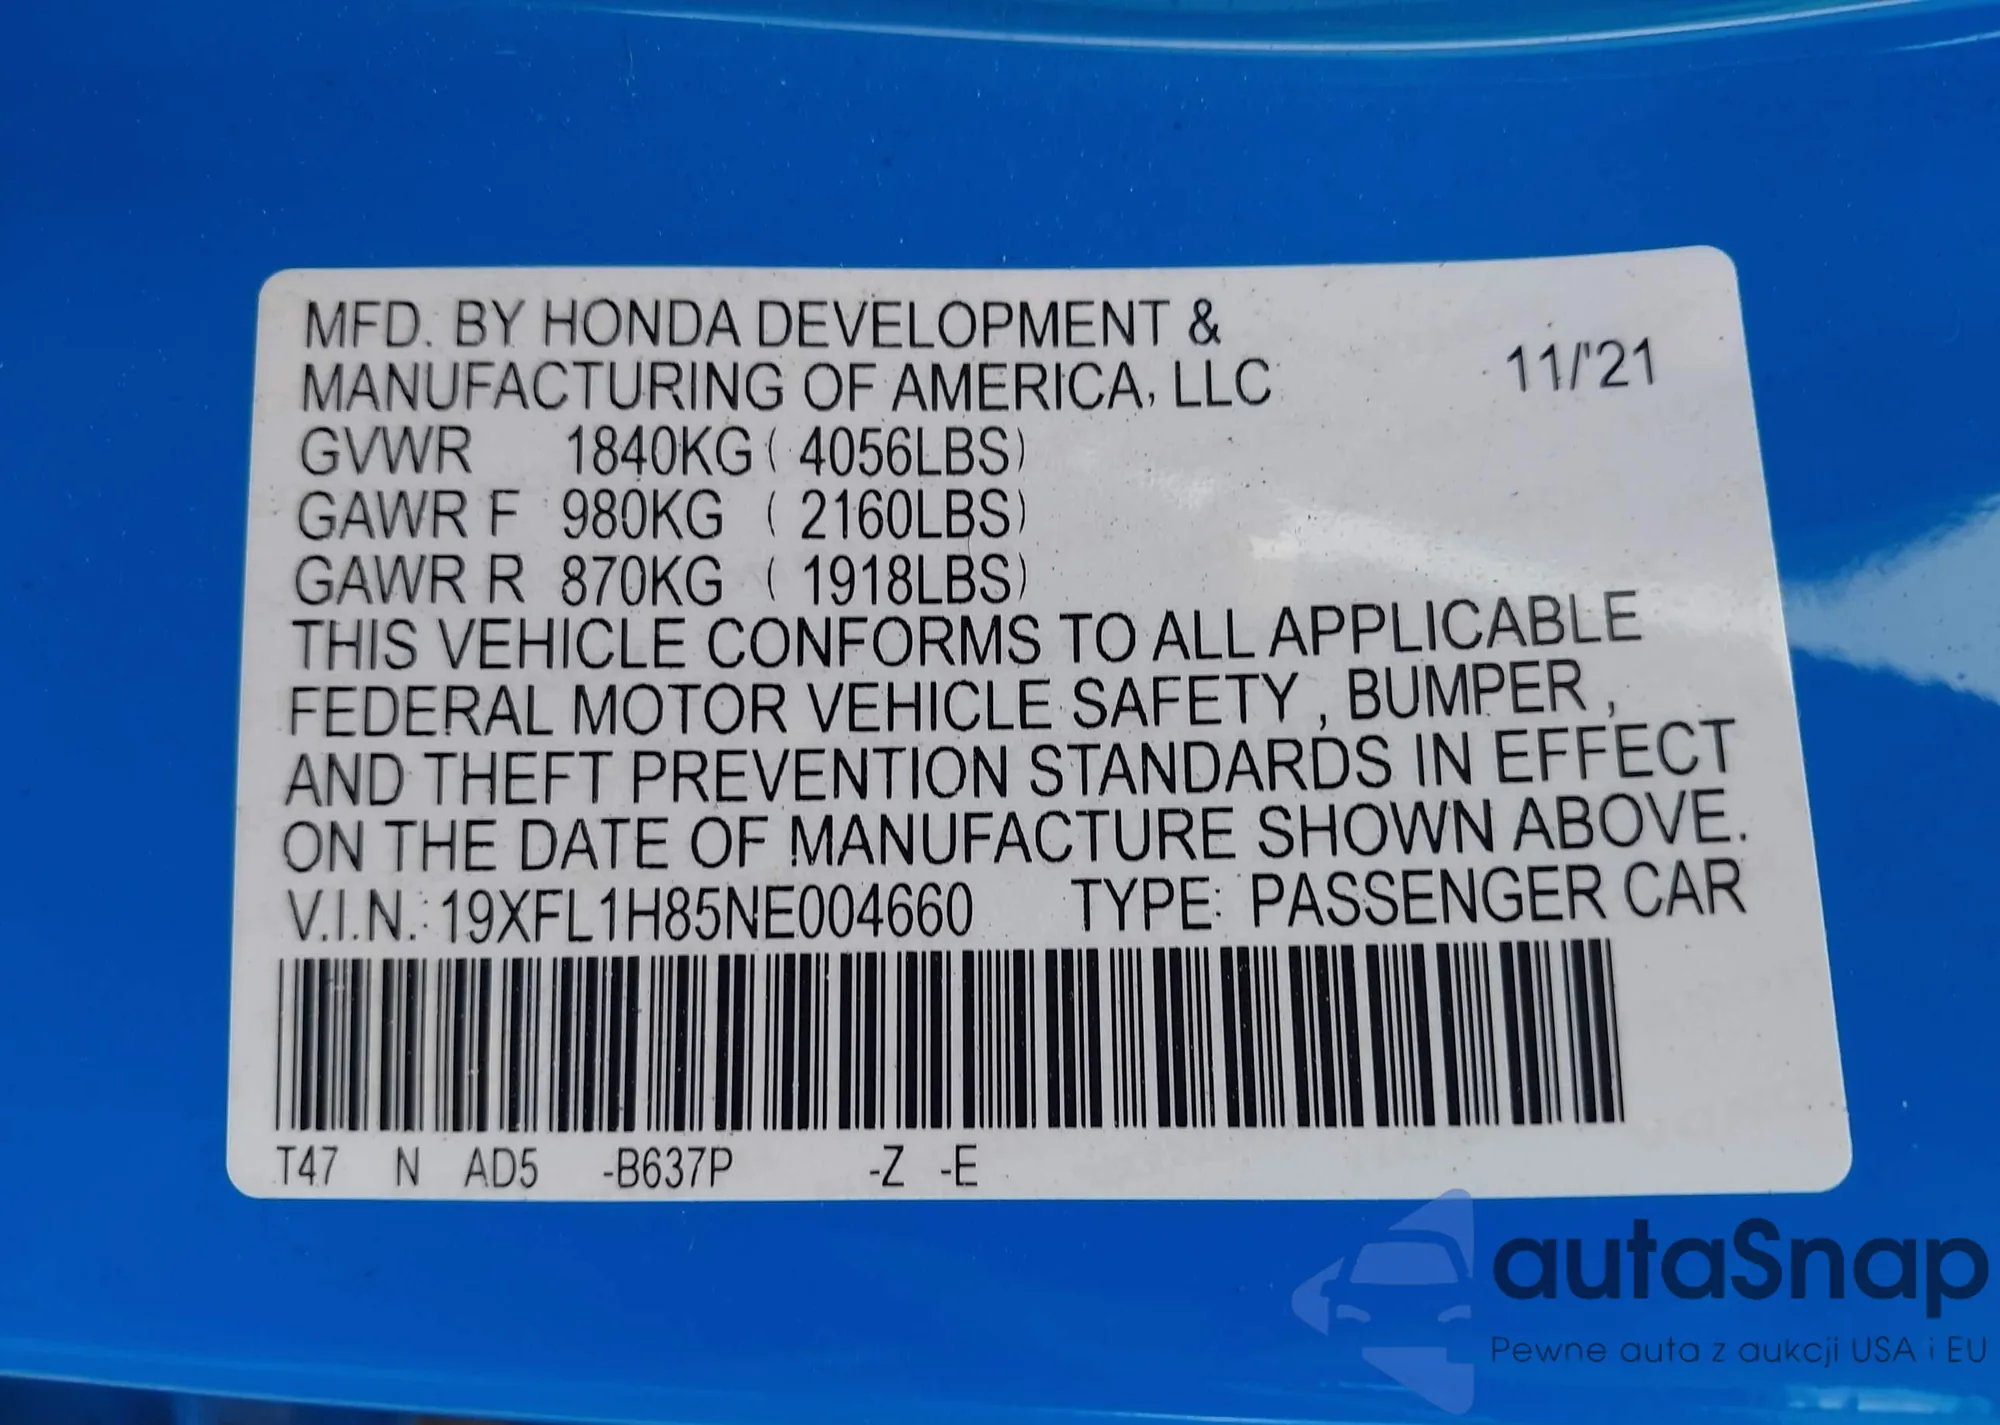 MFD. BY HONDA DEVELOPMENT &
MANUFACTURING OF AMERICA, LLC 11/'21
GVWR 1840KG ( 4056LBS)
GAWR F 980KG ( 2160LBS)
GAWR R 870KG ( 1918LBS)
THIS VEHICLE CONFORMS TO ALL APPLICABLE
FEDERAL MOTOR VEHICLE SAFETY , BUMPER ,
AND THEFT PREVENTION STANDARDS IN EFFECT
ON THE DATE OF MANUFACTURE SHOWN ABOVE.
V.I.N.: 19XFL1H85NE004660 TYPE: PASSENGER CAR
T47 N AD5 -B637P -Z -E
autaSnap
Pewne auta z aukcji USA i EU